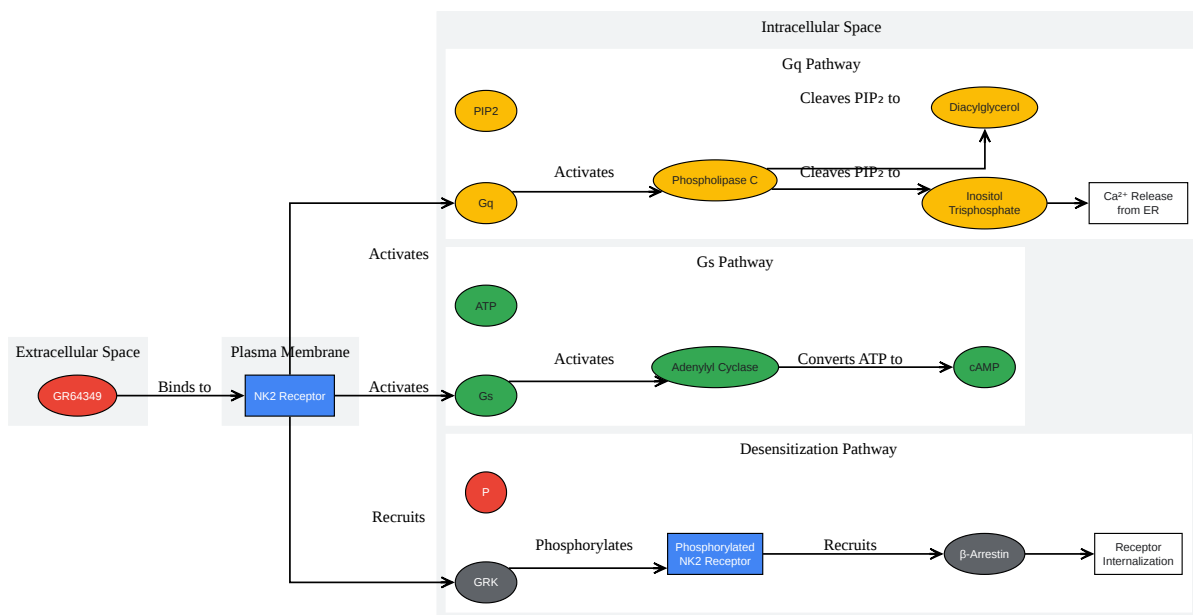 Intracellular Space
Gq Pathway
PIP2
Cleaves PIP₂ to
Diacylglycerol
Activates
Phospholipase C
Cleaves PIP₂ to
Gq
Inositol
Trisphosphate
Ca²⁺ Release
from ER
Activates
Gs Pathway
ATP
Extracellular Space
Plasma Membrane
Activates
Adenylyl Cyclase
Converts ATP to
cAMP
GR64349
Binds to
NK2 Receptor
Activates
Gs
Desensitization Pathway
P
Recruits
Phosphorylates
Phosphorylated
NK2 Receptor
Recruits
β-Arrestin
Receptor
Internalization
GRK